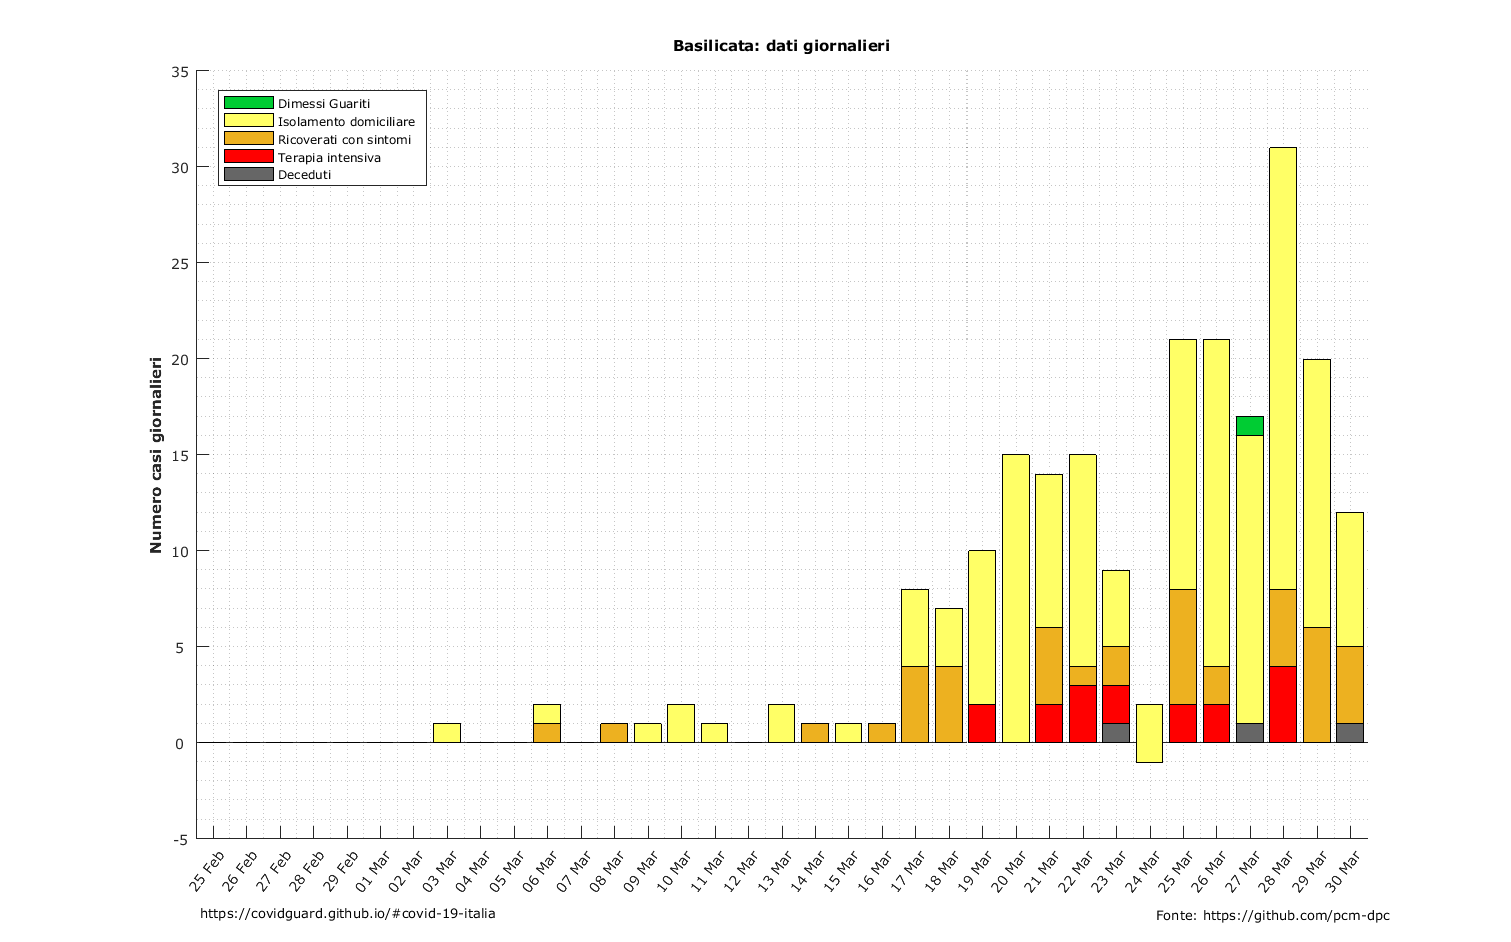 Basilicata: dati giornalieri
35
30
25
20
15
10
5
0
-5
Numero casi giornalieri
Dimessi Guariti
Isolamento domiciliare
Ricoverati con sintomi
Terapia intensiva
Deceduti
25 Feb
26 Feb
27 Feb
28 Feb
29 Feb
01 Mar
02 Mar
03 Mar
04 Mar
05 Mar
06 Mar
07 Mar
08 Mar
09 Mar
10 Mar
11 Mar
12 Mar
13 Mar
14 Mar
15 Mar
16 Mar
17 Mar
18 Mar
19 Mar
20 Mar
21 Mar
22 Mar
23 Mar
24 Mar
25 Mar
26 Mar
27 Mar
28 Mar
29 Mar
30 Mar
https://covidguard.github.io/#covid-19-italia
Fonte: https://github.com/pcm-dpc